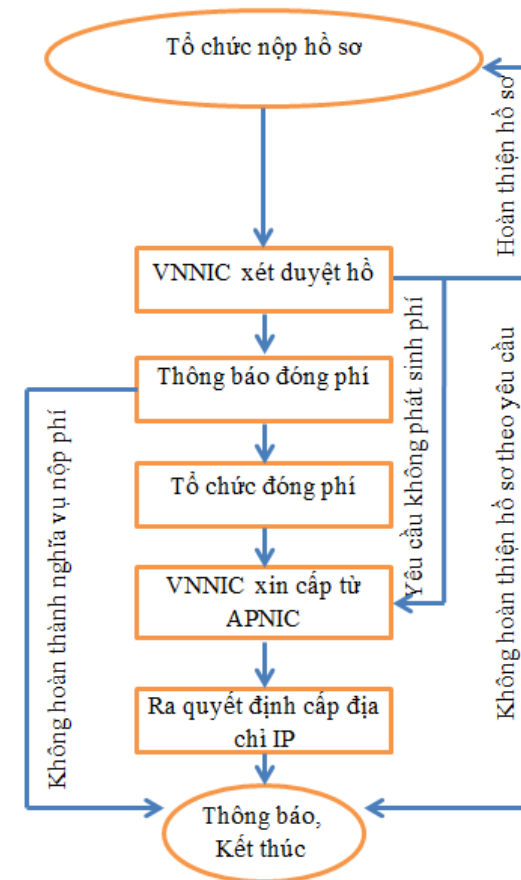 Tổ chức nộp hồ sơ
Hoàn thiện hồ sơ
VNNIC xét duyệt hồ
Yêu cầu không phát sinh phí
Không hoàn thiện hồ sơ theo yêu cầu
Thông báo đóng phí
Không hoàn thành nghĩa vụ nộp phí
Tổ chức đóng phí
VNNIC xin cấp từ
APNIC
Ra quyết định cấp địa
chỉ IP
Thông báo,
Kết thúc